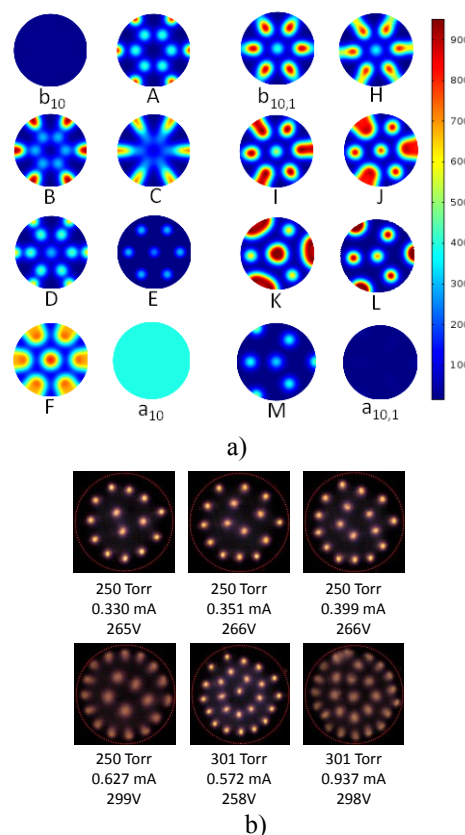 b10 A b10,1 H
B C I J
D E K L
F a10 M a10,1
900
800
700
600
500
400
300
200
100
a)
250 Torr 250 Torr 250 Torr
0.330 mA 0.351 mA 0.399 mA
265V 266V 266V
250 Torr 301 Torr 301 Torr
0.627 mA 0.572 mA 0.937 mA
299V 258V 298V
b)